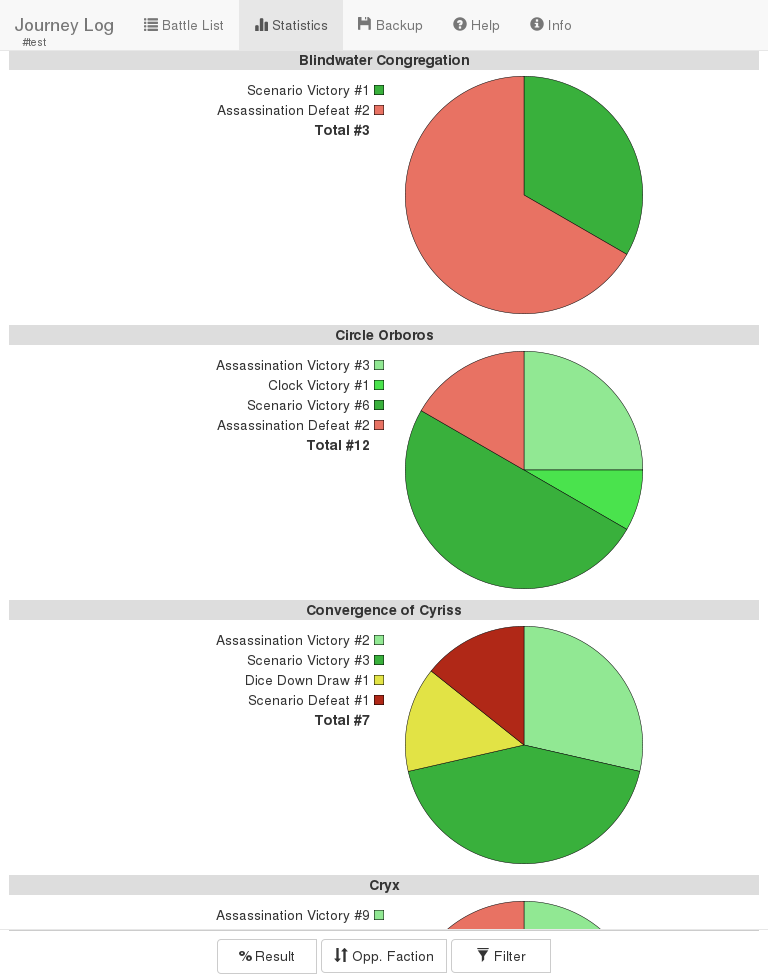 Journey Log Battle List Statistics Backup Help Info
#test
Blindwater Congregation
Scenario Victory #1
Assassination Defeat #2
Total #3
Circle Orboros
Assassination Victory #3
Clock Victory #1
Scenario Victory #6
Assassination Defeat #2
Total #12
Convergence of Cyriss
Assassination Victory #2
Scenario Victory #3
Dice Down Draw #1
Scenario Defeat #1
Total #7
Cryx
Assassination Victory #9
% Result Opp. Faction Filter